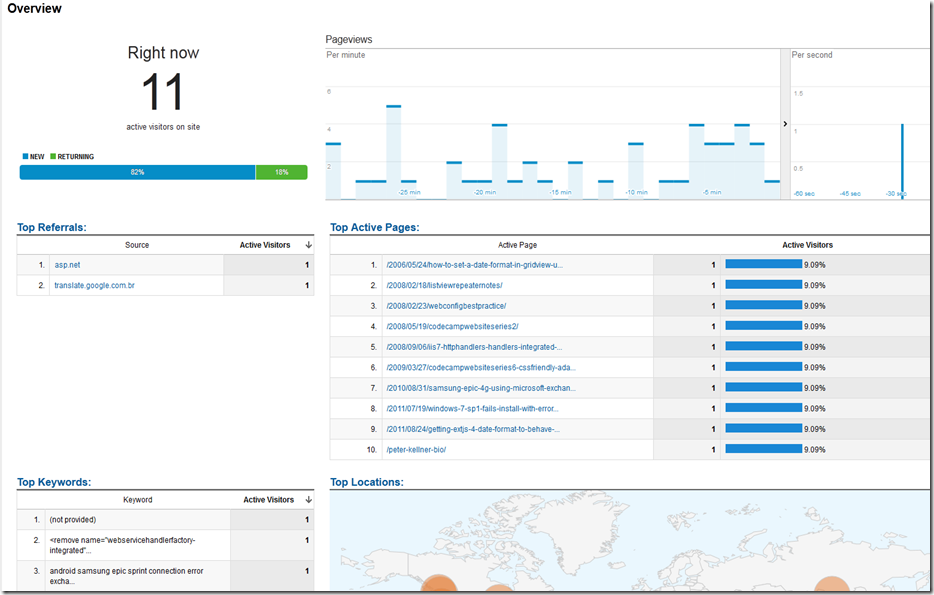 Overview
Right now
11
active visitors on site
NEW RETURNING
82% 18%
Pageviews
Per minute
6
4
2
-25 min -20 min -15 min -10 min -5 min
Per second
1.5
1
0.5
-60 sec -45 sec -30 sec
Top Referrals:
Source Active Visitors
1. asp.net 1
2. translate.google.com.br 1
Top Active Pages:
Active Page Active Visitors
1. /2006/05/24/how-to-set-a-date-format-in-gridview-u... 1 9.09%
2. /2008/02/18/listviewrepeaternotes/ 1 9.09%
3. /2008/02/23/webconfigbestpractice/ 1 9.09%
4. /2008/05/19/codecampwebsiteseries2/ 1 9.09%
5. /2008/09/06/iis7-httphandlers-handlers-integrated-... 1 9.09%
6. /2009/03/27/codecampwebsiteseries6-cssfriendly-ada... 1 9.09%
7. /2010/08/31/samsung-epic-4g-using-microsoft-exchan... 1 9.09%
8. /2011/07/19/windows-7-sp1-fails-install-with-error... 1 9.09%
9. /2011/08/24/getting-extjs-4-date-format-to-behave-... 1 9.09%
10. /peter-kellner-bio/ 1 9.09%
Top Keywords:
Keyword Active Visitors
1. (not provided) 1
2. <remove name="webservicehandlerfactory- 1
integrated"...
3. android samsung epic sprint connection error 1
excha...
Top Locations: